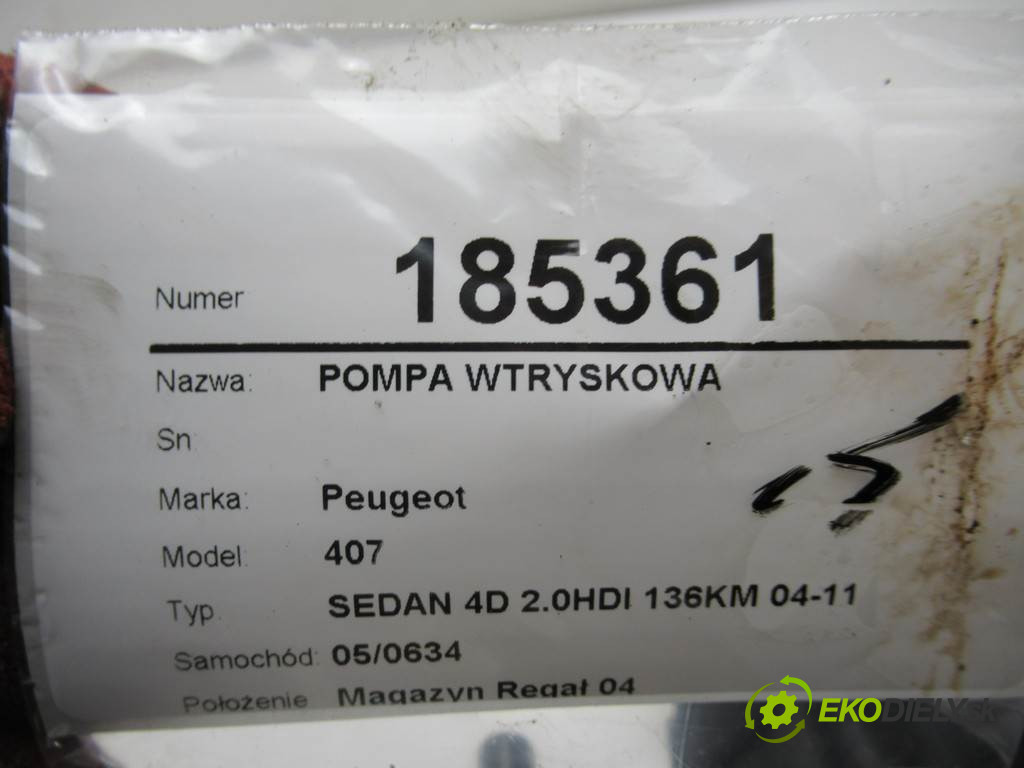 Numer 185361
Nazwa: POMPA WTRYSKOWA
Sn:
Marka: Peugeot
Model: 407
Typ. SEDAN 4D 2.0HDI 136KM 04-11
Samochód: 05/0634
Położenie Magazyn Regał 04
EKODIELY.SK